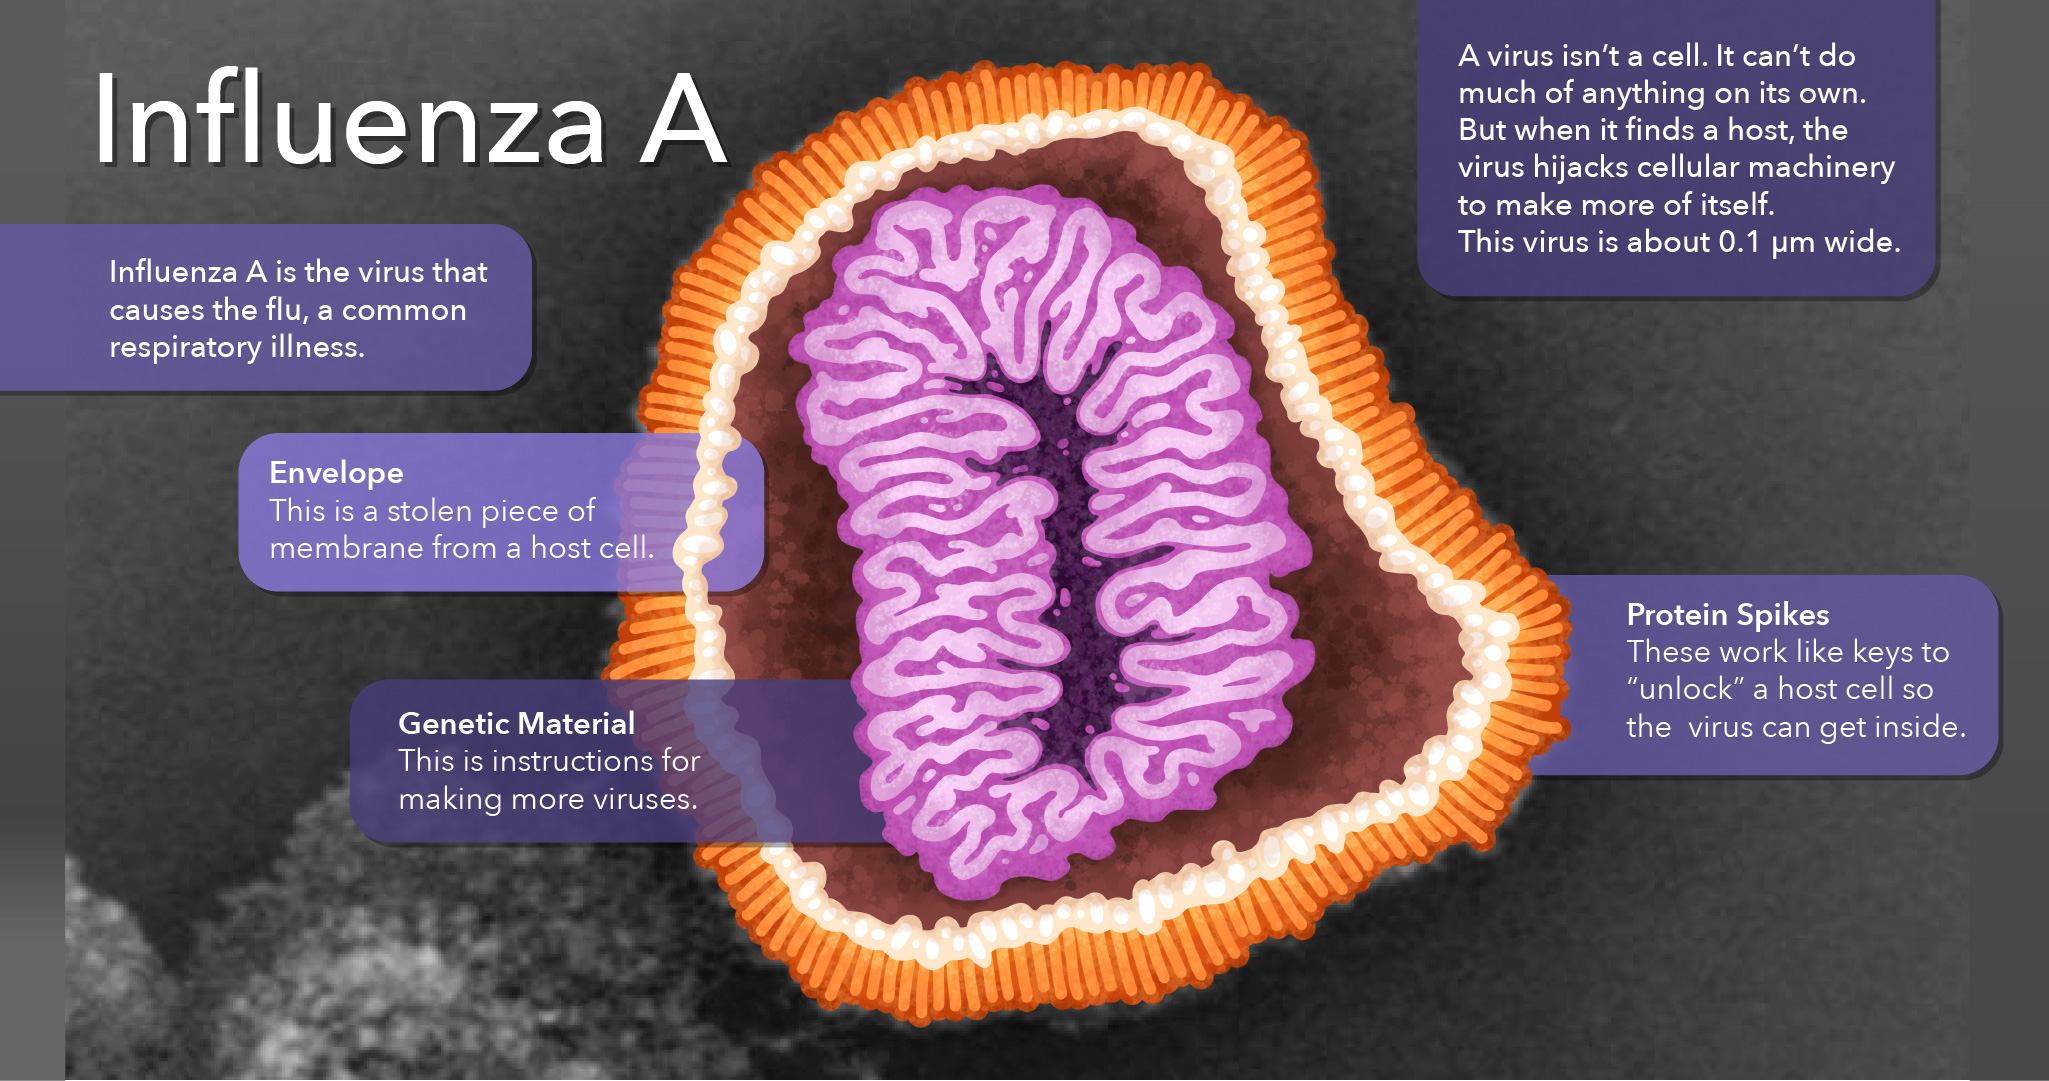 Influenza A
Influenza A is the virus that
causes the flu, a common
respiratory illness.
A virus isn’t a cell. It can’t do
much of anything on its own.
But when it finds a host, the
virus hijacks cellular machinery
to make more of itself.
This virus is about 0.1 µm wide.
Envelope
This is a stolen piece of
membrane from a host cell.
Genetic Material
This is instructions for
making more viruses.
Protein Spikes
These work like keys to
“unlock” a host cell so
the  virus can get inside.